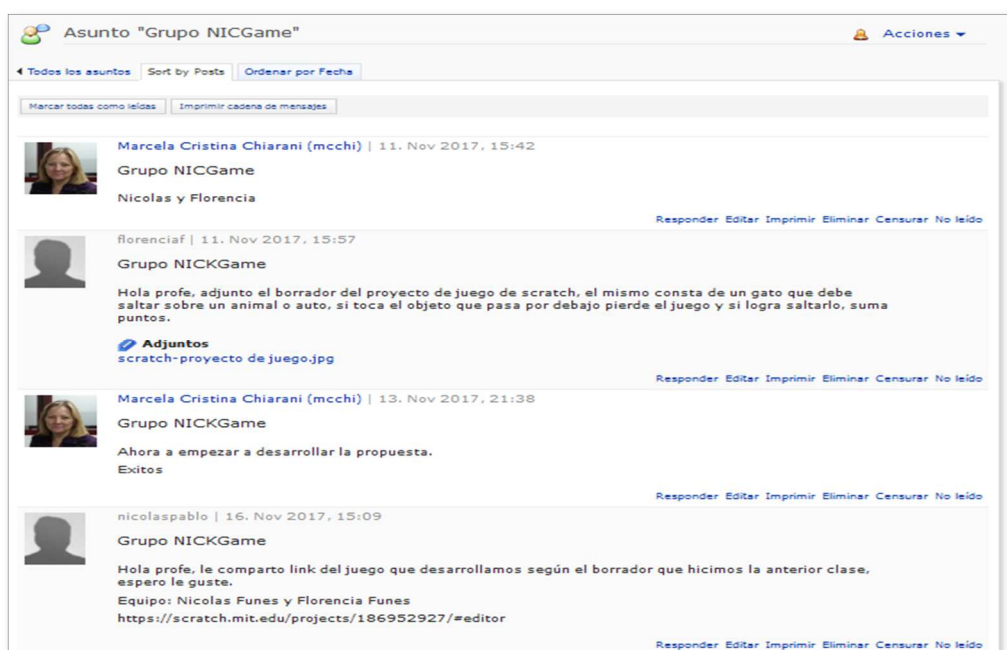 Asunto "Grupo NICGame"
Acciones
Todos los asuntos Sort by Posts Ordenar por Fecha
Marcar todas como leídas Imprimir cadena de mensajes
Marcela Cristina Chiarani (mcchi) | 11. Nov 2017, 15:42
Grupo NICGame
Nicolas y Florencia
Responder Editar Imprimir Eliminar Censurar No leído
florenciaf | 11. Nov 2017, 15:57
Grupo NICKGame
Hola profe, adjunto el borrador del proyecto de juego de scratch, el mismo consta de un gato que debe
saltar sobre un animal o auto, si toca el objeto que pasa por debajo pierde el juego y si logra saltarlo, suma
puntos.
Adjuntos
scratch-proyecto de juego.jpg
Responder Editar Imprimir Eliminar Censurar No leído
Marcela Cristina Chiarani (mcchi) | 13. Nov 2017, 21:38
Grupo NICKGame
Ahora a empezar a desarrollar la propuesta.
Exitos
Responder Editar Imprimir Eliminar Censurar No leído
nicolaspablo | 16. Nov 2017, 15:09
Grupo NICKGame
Hola profe, le comparto link del juego que desarrollamos según el borrador que hicimos la anterior clase,
espero le guste.
Equipo: Nicolas Funes y Florencia Funes
https://scratch.mit.edu/projects/186952927/#editor
Responder Editar Imprimir Eliminar Censurar No leído